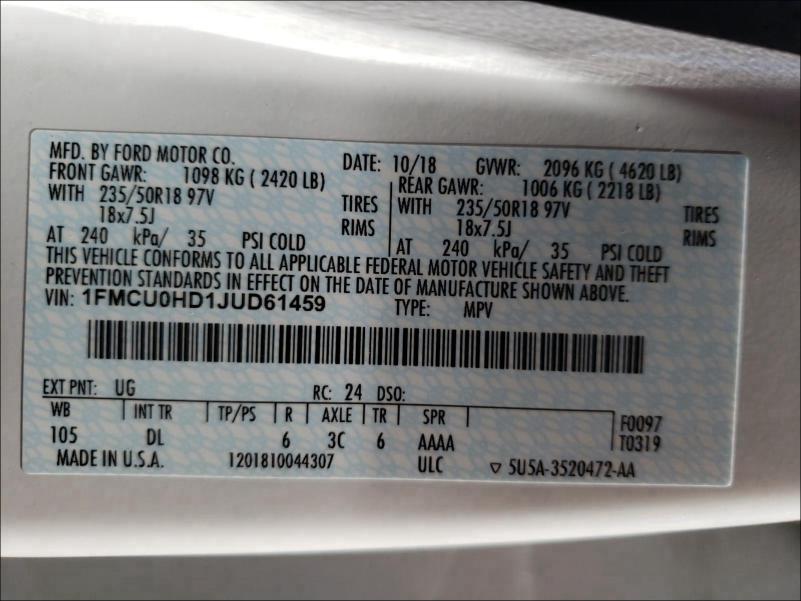 MFD. BY FORD MOTOR CO. DATE: 10/18 GVWR: 2096 KG ( 4620 LB)
FRONT GAWR: 1098 KG ( 2420 LB) REAR GAWR: 1006 KG ( 2218 LB)
WITH 235/50R18 97V TIRES WITH 235/50R18 97V TIRES
18x7.5J RIMS 18x7.5J RIMS
AT 240 kPa/ 35 PSI COLD AT 240 kPa/ 35 PSI COLD
THIS VEHICLE CONFORMS TO ALL APPLICABLE FEDERAL MOTOR VEHICLE SAFETY AND THEFT
PREVENTION STANDARDS IN EFFECT ON THE DATE OF MANUFACTURE SHOWN ABOVE.
VIN: 1FMCU0HD1JUD61459 TYPE: MPV
EXT PNT: UG RC: 24 DSO:
WB INT TR TP/PS R AXLE TR SPR F0097
105 DL 6 3C 6 AAAA T0319
MADE IN U.S.A. 1201810044307 ULC ▽ 5U5A-3520472-AA